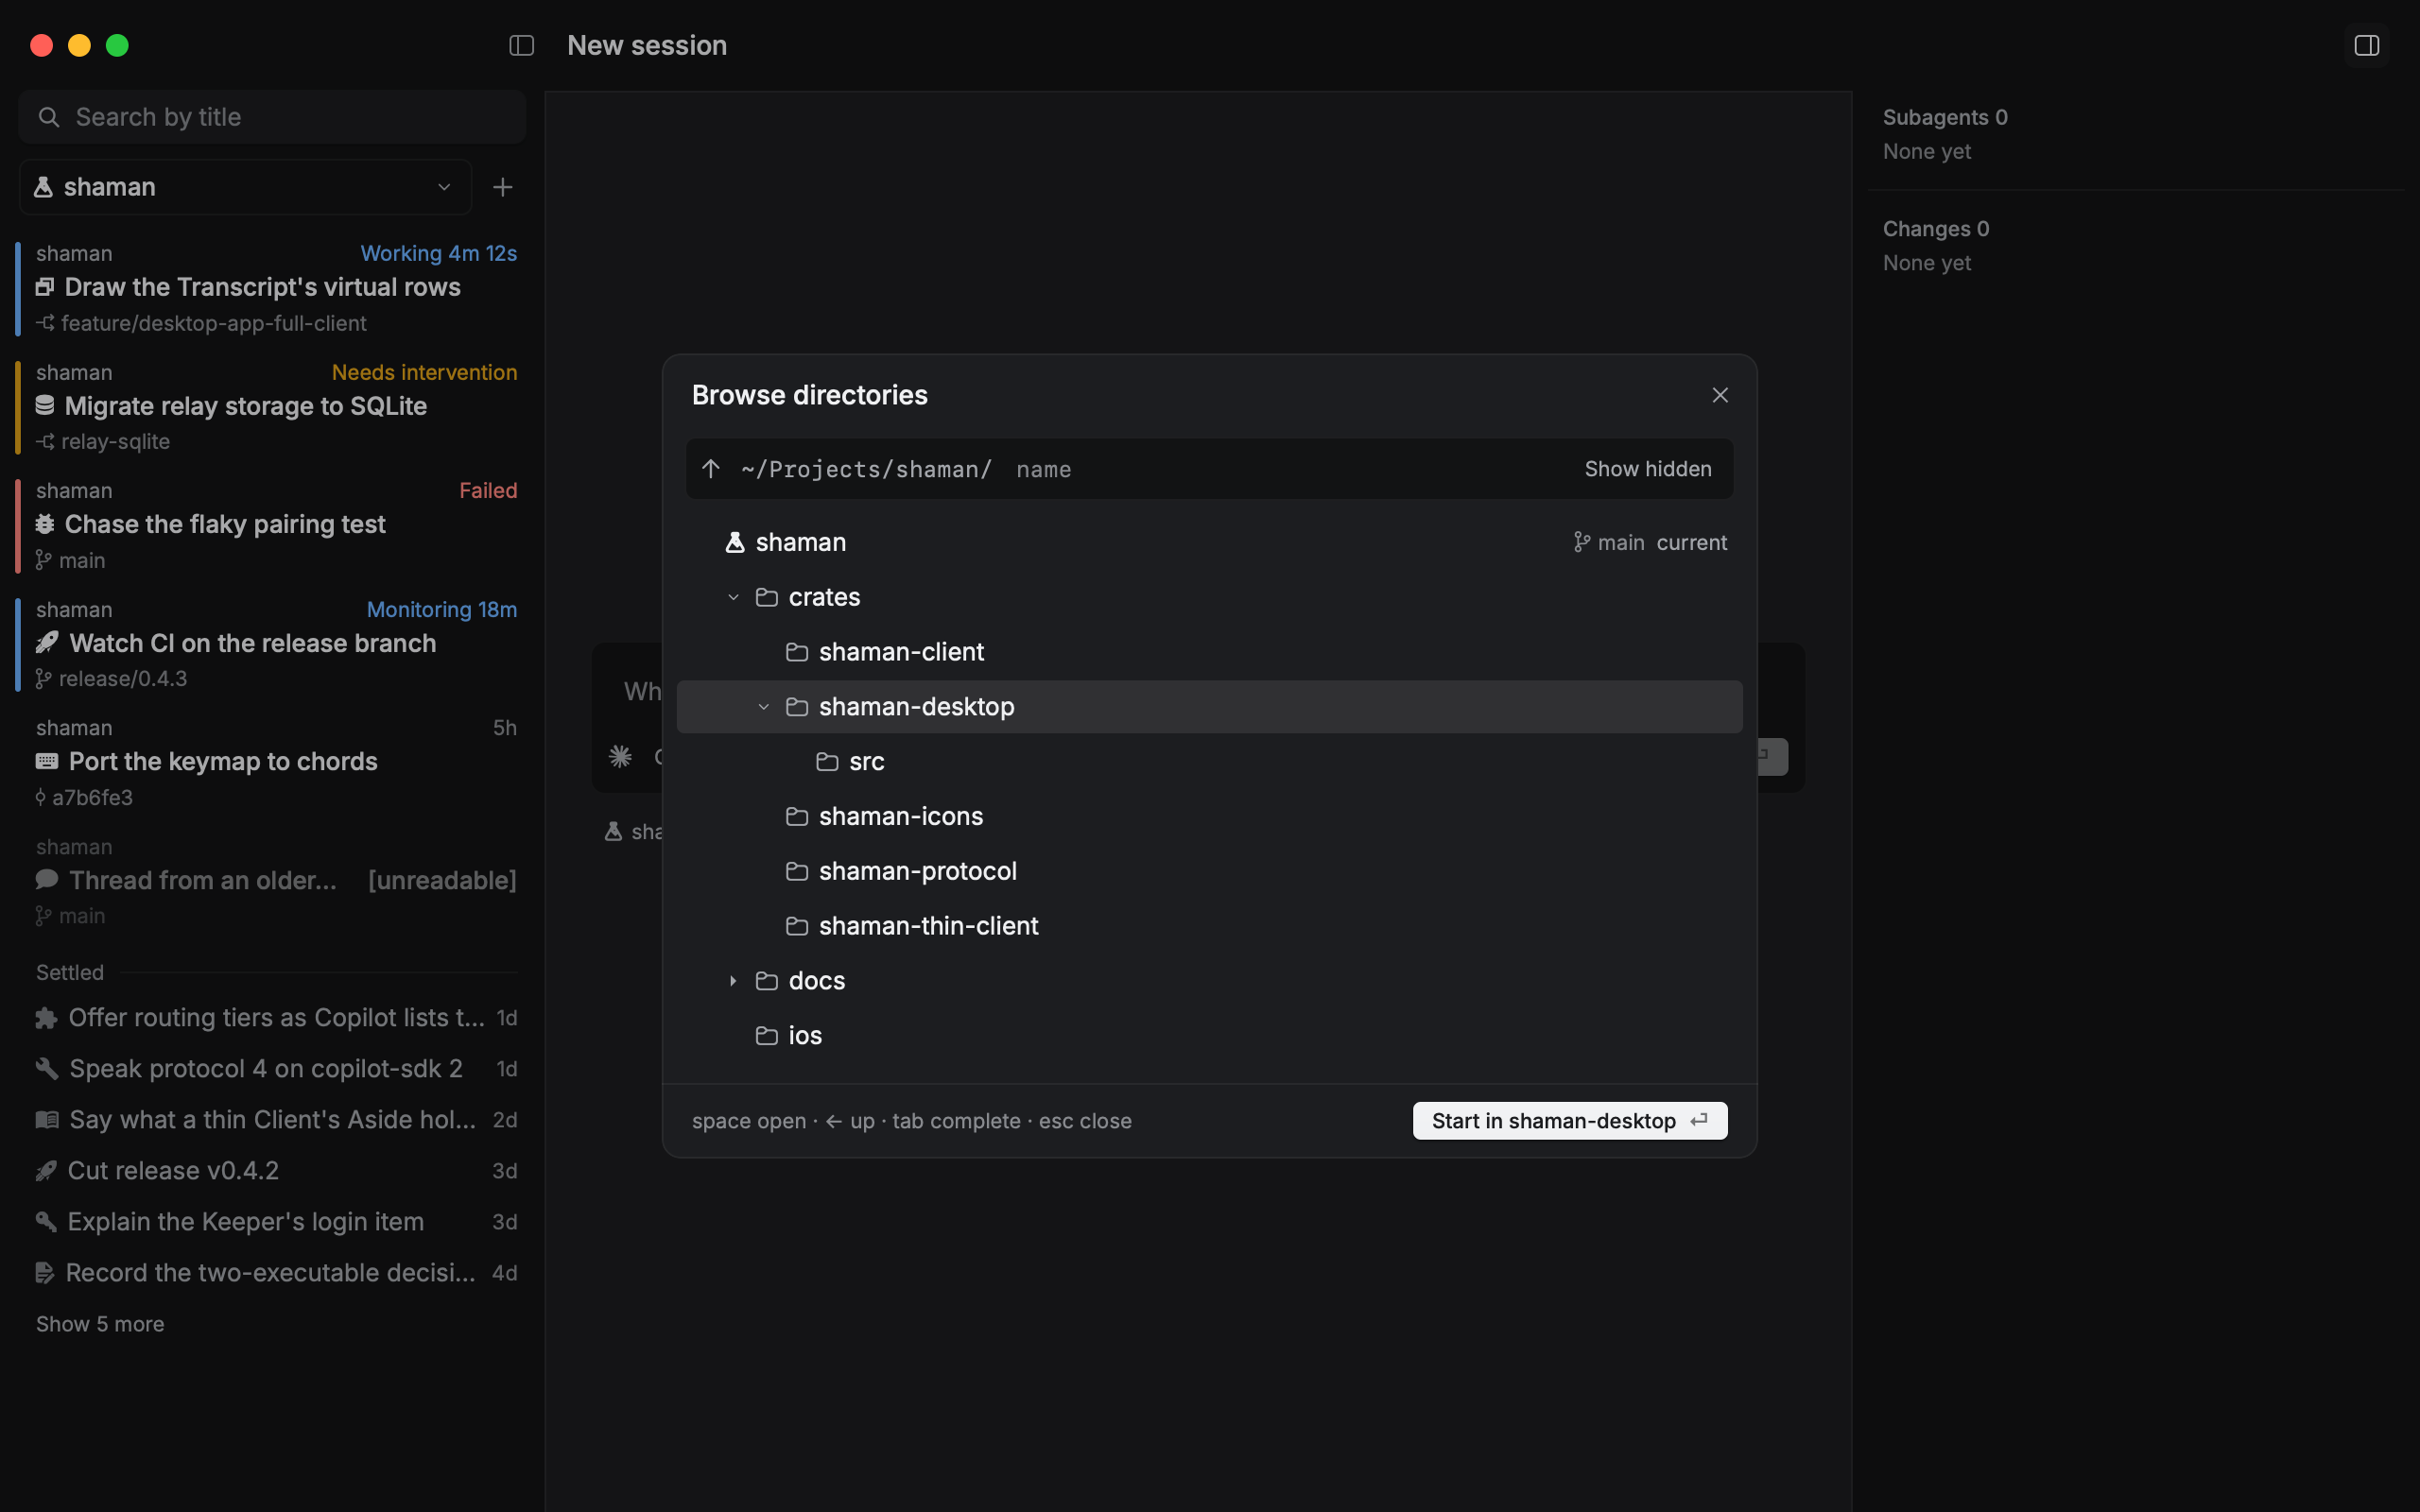 New session
Search by title
shaman
shaman Working 4m 12s
Draw the Transcript's virtual rows
feature/desktop-app-full-client
shaman Needs intervention
Migrate relay storage to SQLite
relay-sqlite
shaman Failed
Chase the flaky pairing test
main
shaman Monitoring 18m
Watch CI on the release branch
release/0.4.3
shaman 5h
Port the keymap to chords
a7b6fe3
shaman
Thread from an older... [unreadable]
main
Settled
Offer routing tiers as Copilot lists t... 1d
Speak protocol 4 on copilot-sdk 2 1d
Say what a thin Client's Aside hol... 2d
Cut release v0.4.2 3d
Explain the Keeper's login item 3d
Record the two-executable decisi... 4d
Show 5 more
Wh
sha
Browse directories
~/Projects/shaman/ name Show hidden
shaman main current
crates
shaman-client
shaman-desktop
src
shaman-icons
shaman-protocol
shaman-thin-client
docs
ios
space open · ← up · tab complete · esc close
Start in shaman-desktop
Subagents 0
None yet
Changes 0
None yet